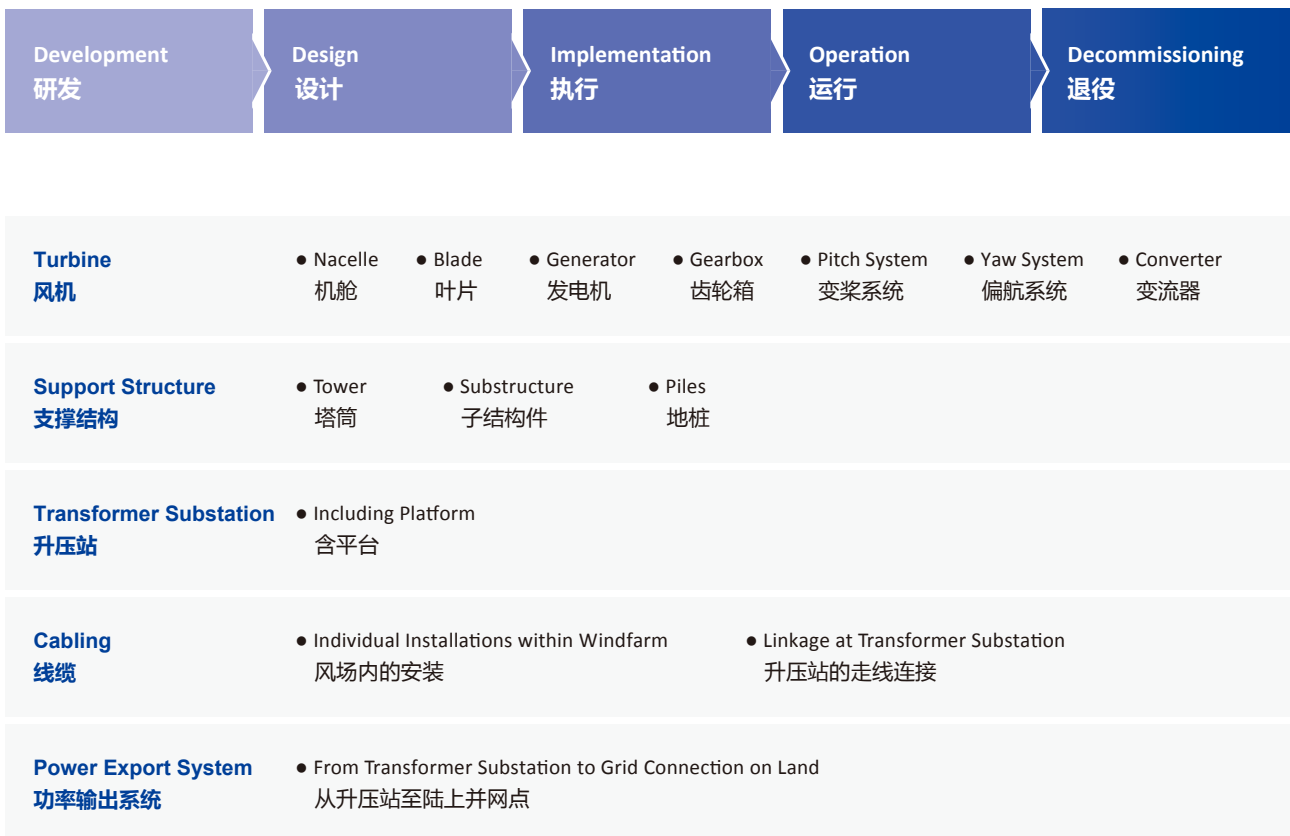 Development
研发
Design
设计
Implementation
执行
Operation
运行
Decommissioning
退役
Turbine
风机
● Nacelle
机舱
● Blade
叶片
● Generator
发电机
● Gearbox
齿轮箱
● Pitch System
变桨系统
● Yaw System
偏航系统
● Converter
变流器
Support Structure
支撑结构
● Tower
塔筒
● Substructure
子结构件
● Piles
地桩
Transformer Substation
升压站
● Including Platform
含平台
Cabling
线缆
● Individual Installations within Windfarm
风场内的安装
● Linkage at Transformer Substation
升压站的走线连接
Power Export System
功率输出系统
● From Transformer Substation to Grid Connection on Land
从升压站至陆上并网点